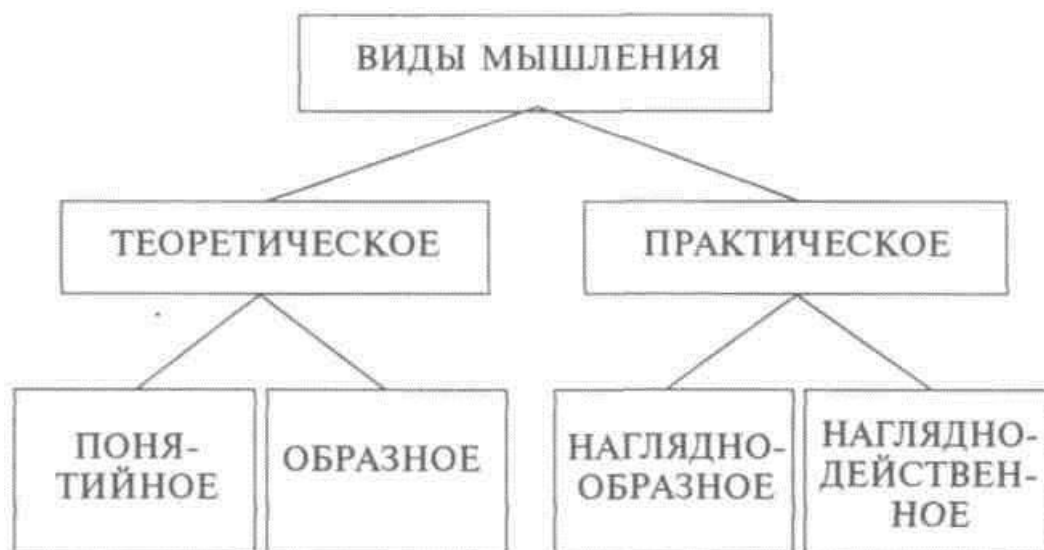 ВИДЫ МЫШЛЕНИЯ
ТЕОРЕТИЧЕСКОЕ
ПРАКТИЧЕСКОЕ
ПОНЯ-
ТИЙНОЕ
ОБРАЗНОЕ
НАГЛЯДНО-
ОБРАЗНОЕ
НАГЛЯДНО-
ДЕЙСТВЕН-
НОЕ